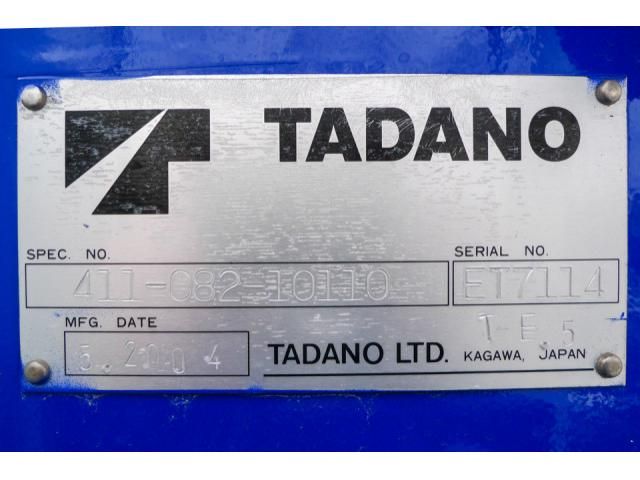 TADANO
SPEC. NO.
SERIAL NO.
411-082-10110
ET7114
MFG. DATE
5.2004
T-E 5
TADANO LTD.
KAGAWA, JAPAN